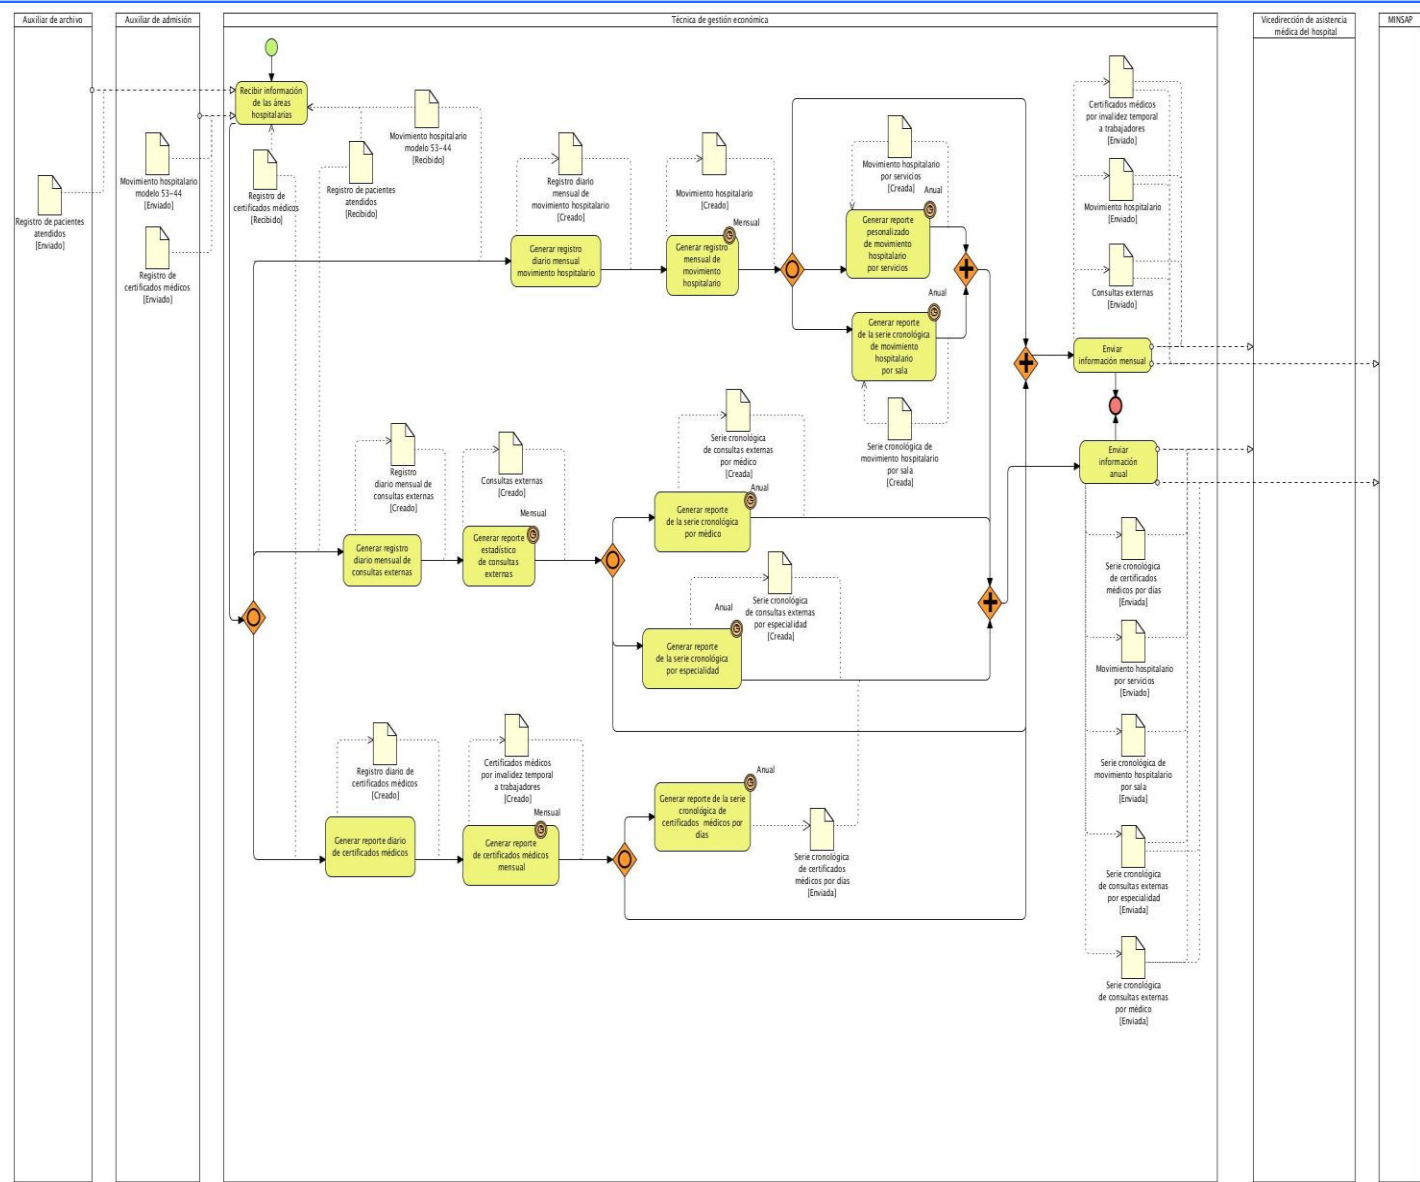 Auxiliar de archivo
Auxiliar de admisión
Técnica de gestión económica
Vicedirección de asistencia
médica del hospital
MINSAP
Registro de pacientes
atendidos
[Enviado]
Movimiento hospitalario
modelo 53-44
[Enviado]
Registro de
certificados médicos
[Enviado]
Recibir información
de las áreas
hospitalarias
Registro de
certificados médicos
[Recibido]
Registro de pacientes
atendidos
[Recibido]
Movimiento hospitalario
modelo 53-44
[Recibido]
Registro diario
mensual de
movimiento hospitalario
[Creado]
Generar registro
diario mensual
movimiento hospitalario
Movimiento hospitalario
[Creado]
Mensual
Generar registro
mensual de
movimiento
hospitalario
Movimiento hospitalario
por servicios
[Creada]
Anual
Generar reporte
pesonalizado
de movimiento
hospitalario
por servicios
Anual
Generar reporte
de la serie cronológica
de movimiento
hospitalario
por sala
Serie cronológica de
movimiento hospitalario
por sala
[Creada]
Certificados médicos
por invalidez temporal
a trabajadores
[Enviado]
Movimiento hospitalario
[Enviado]
Consultas externas
[Enviado]
Enviar
información mensual
Enviar
información
anual
Registro
diario mensual de
consultas externas
[Creado]
Generar registro
diario mensual de
consultas externas
Consultas externas
[Creado]
Mensual
Generar reporte
estadístico
de consultas
externas
Serie cronológica
de consultas externas
por médico
[Creada]
Anual
Generar reporte
de la serie cronológica
por médico
Serie cronológica
de consultas externas
por especialidad
[Creada]
Anual
Generar reporte
de la serie cronológica
por especialidad
Registro diario de
certificados médicos
[Creado]
Generar reporte diario
de certificados médicos
Certificados médicos
por invalidez temporal
a trabajadores
[Creado]
Mensual
Generar reporte
de certificados médicos
mensual
Anual
Generar reporte de la serie
cronológica de
certificados médicos por
días
Serie cronológica
de certificados
médicos por días
[Enviada]
Serie cronológica
de certificados
médicos por días
[Enviada]
Movimiento hospitalario
por servicios
[Enviado]
Serie cronológica de
movimiento hospitalario
por sala
[Enviada]
Serie cronológica
de consultas externas
por especialidad
[Enviada]
Serie cronológica
de consultas externas
por médico
[Enviada]